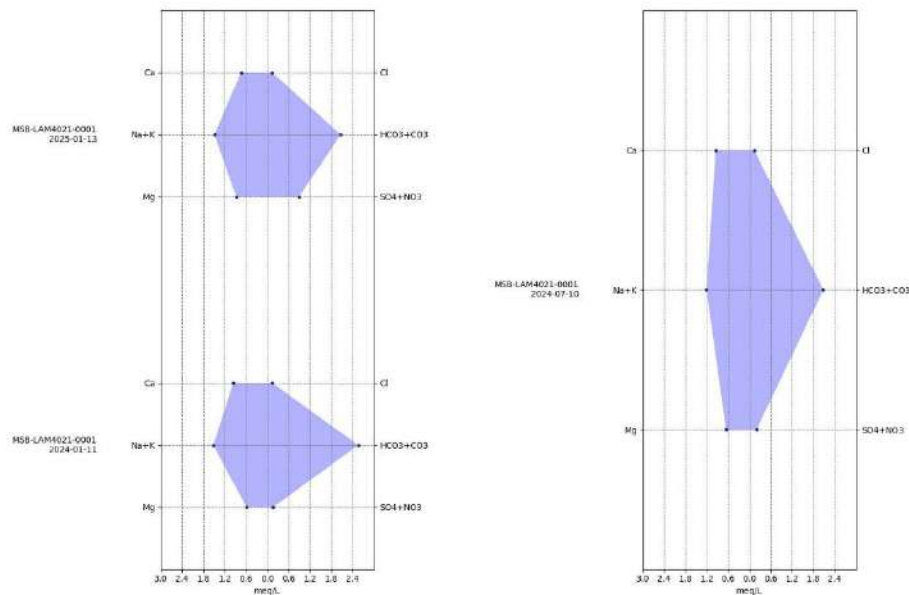 Ca Cl
MSB-LAM4021-0001
2025-01-13
Na+K HCO3+CO3
Mg SO4+NO3
Ca Cl
MSB-LAM4021-0001
2024-01-11
Na+K HCO3+CO3
Mg SO4+NO3
3.0 2.4 1.8 1.2 0.6 0.0 0.6 1.2 1.8 2.4
meq/L
Ca Cl
MSB-LAM4021-0001
2024-07-10
Na+K HCO3+CO3
Mg SO4+NO3
3.0 2.4 1.8 1.2 0.6 0.0 0.6 1.2 1.8 2.4
meq/L